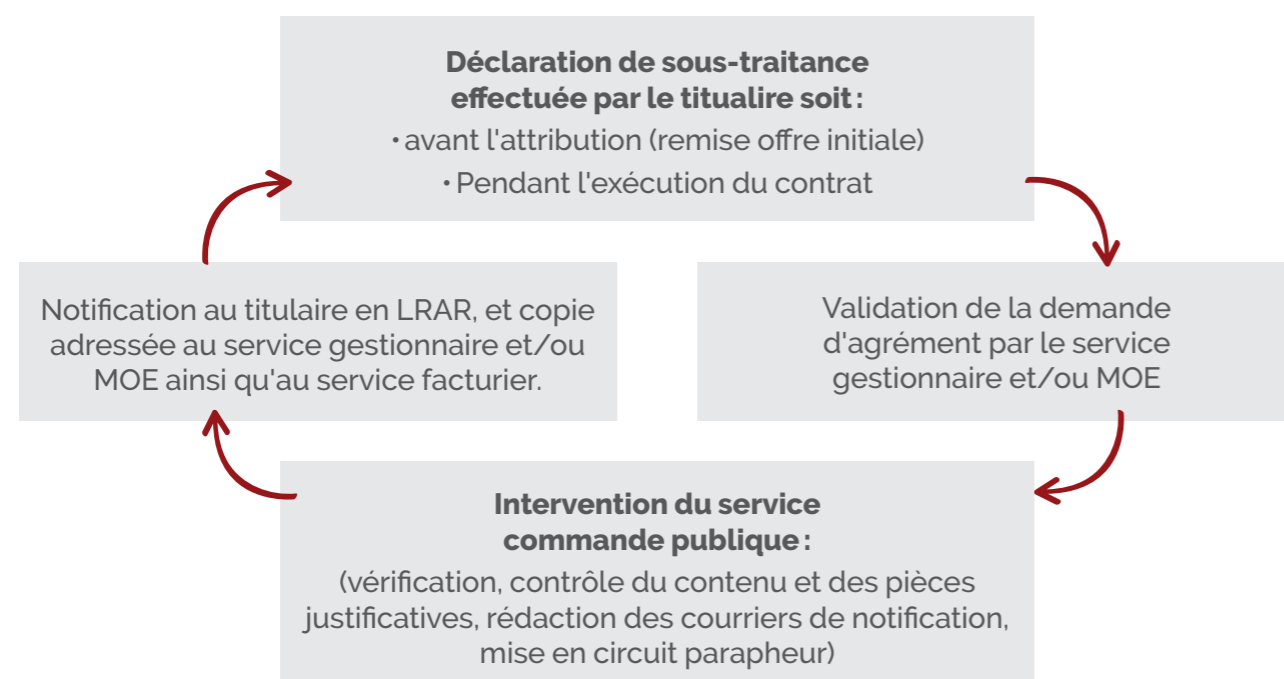 Déclaration de sous-traitance
effectuée par le titualire soit :
• avant l'attribution (remise offre initiale)
• Pendant l'exécution du contrat
Validation de la demande
d'agrément par le service
gestionnaire et/ou MOE
Intervention du service
commande publique :
(vérification, contrôle du contenu et des pièces
justificatives, rédaction des courriers de notification,
mise en circuit parapheur)
Notification au titulaire en LRAR, et copie
adressée au service gestionnaire et/ou
MOE ainsi qu'au service facturier.